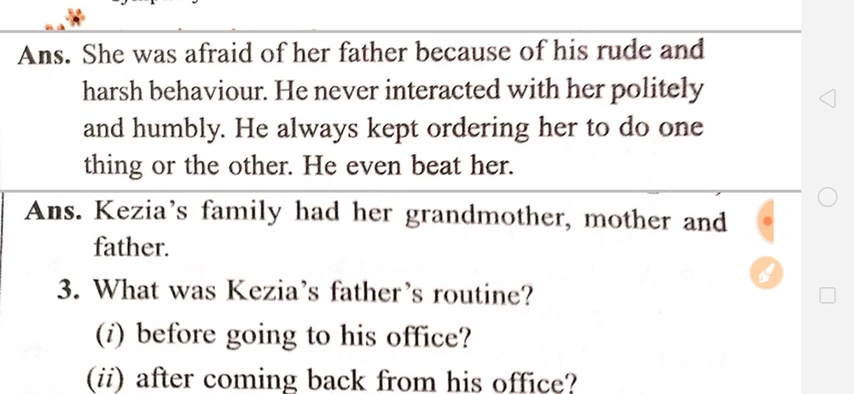 Ans. She was afraid of her father because of his rude and
harsh behaviour. He never interacted with her politely
and humbly. He always kept ordering her to do one
thing or the other. He even beat her.
Ans. Kezia's family had her grandmother, mother and
father.
3. What was Kezia's father's routine?
(i) before going to his office?
(ii) after coming back from his office?